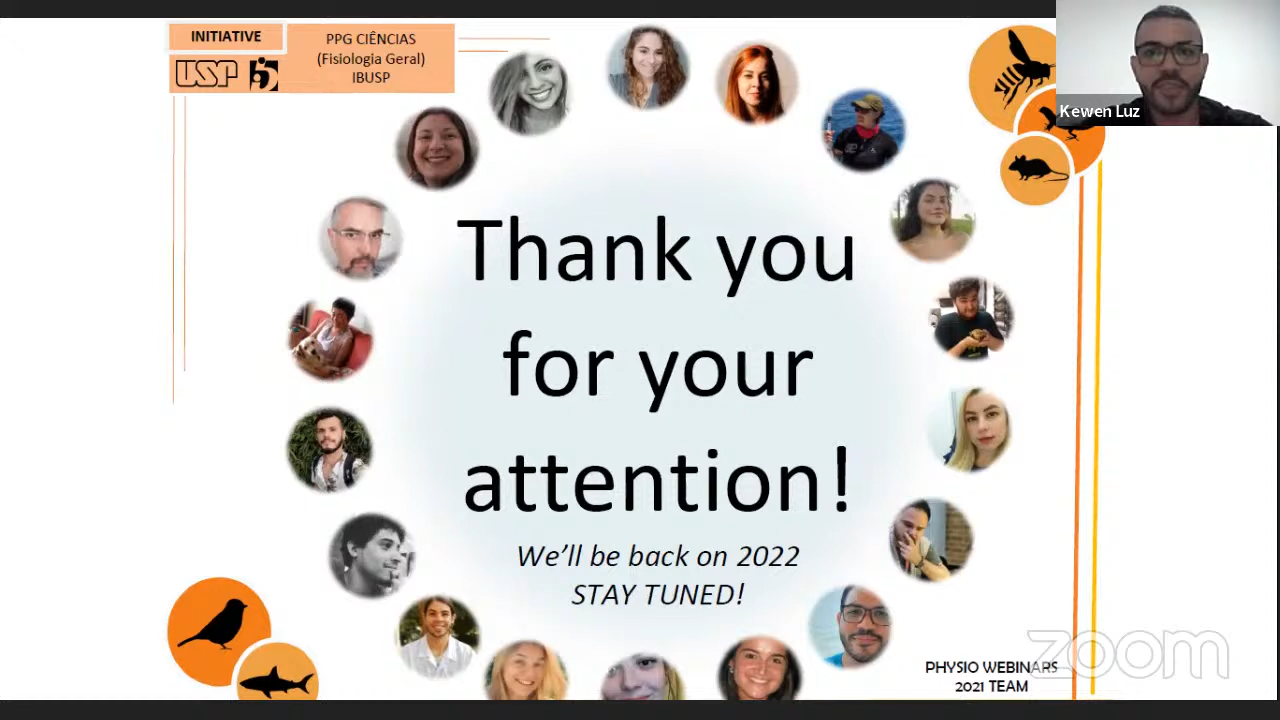 INITIATIVE
USP
PPG CIÊNCIAS
(Fisiologia Geral)
IBUSP
Kewen Luz
Thank you
for your
attention!
We'll be back on 2022
STAY TUNED!
PHYSIO WEBINARS
2021 TEAM
zoom